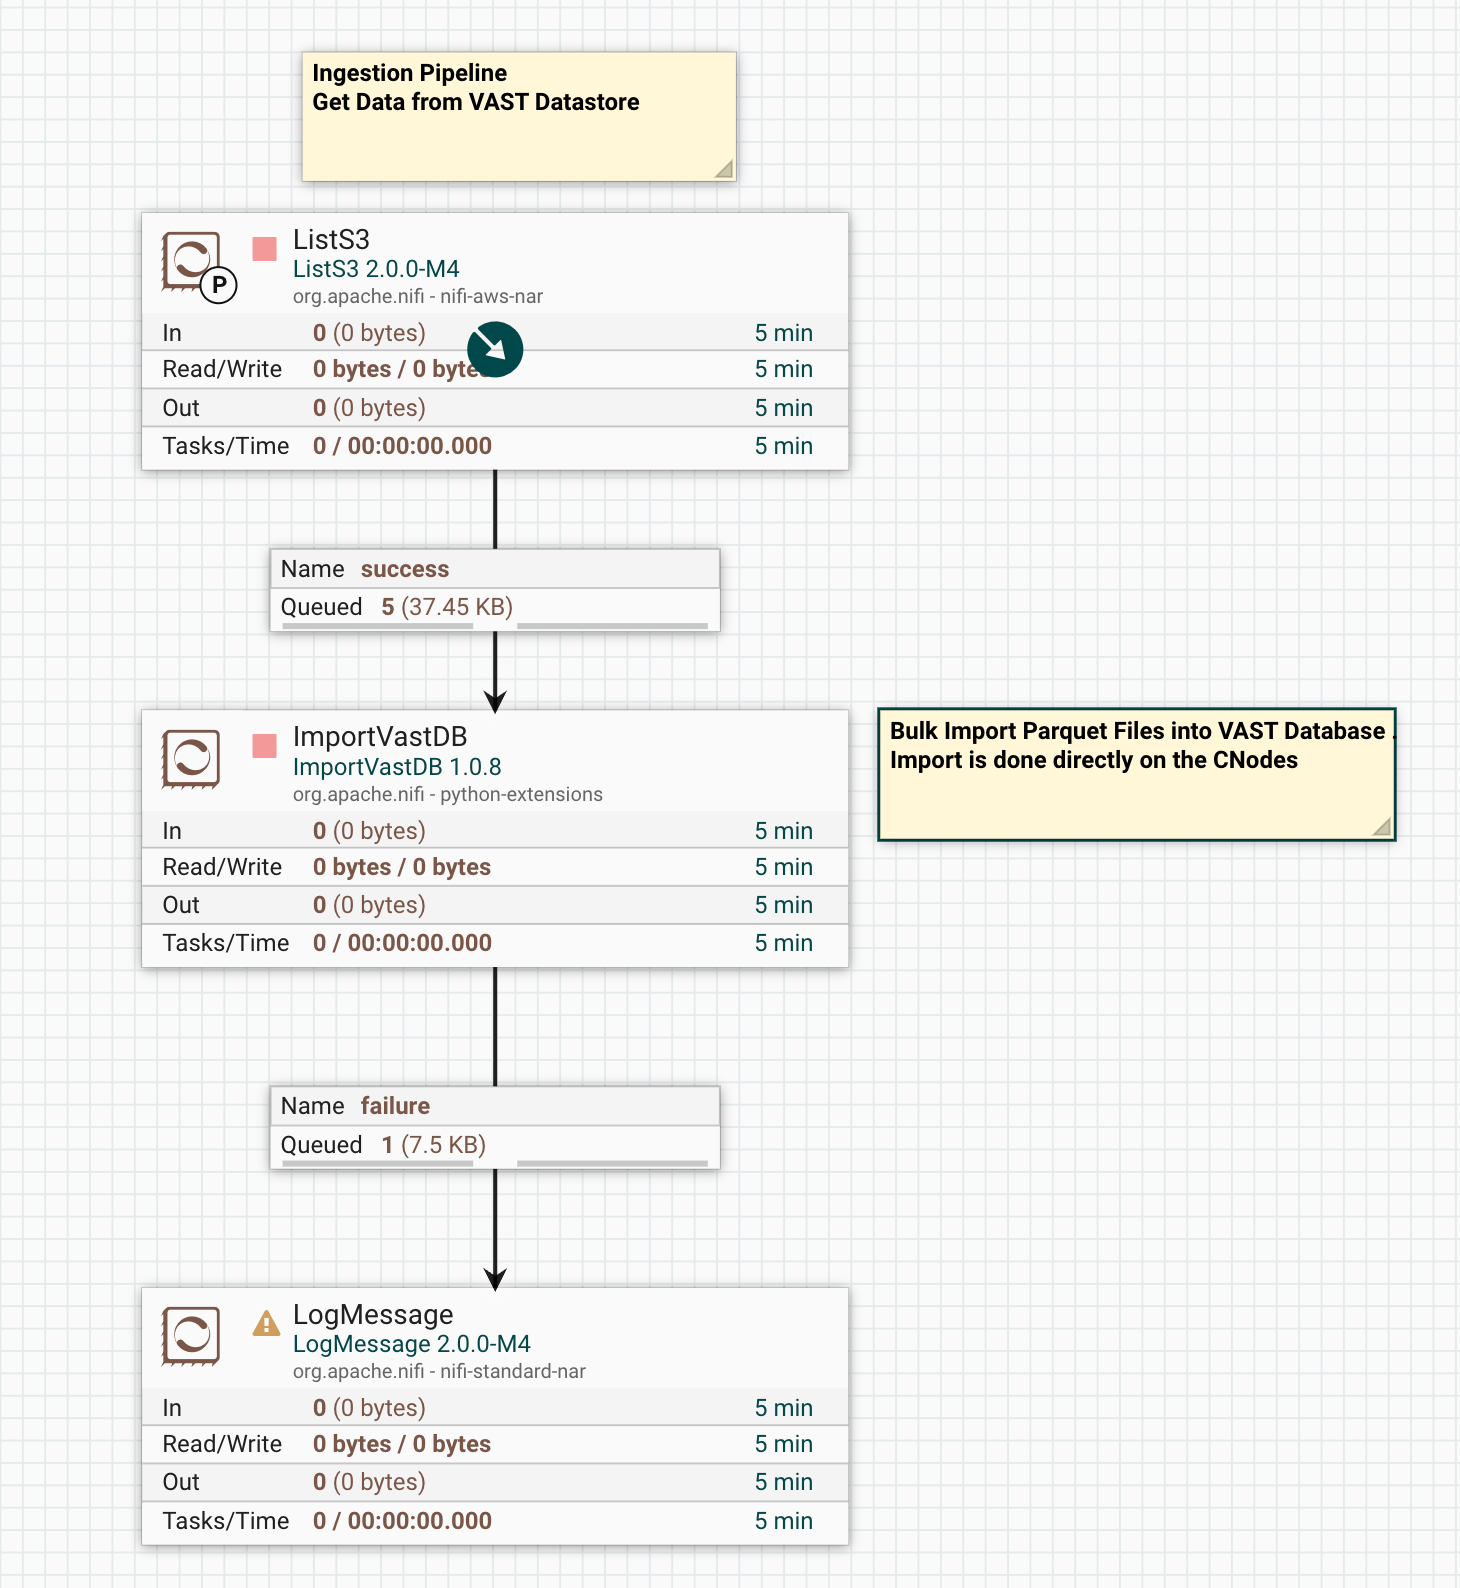 Ingestion Pipeline
Get Data from VAST Datastore
P
ListS3
ListS3 2.0.0-M4
org.apache.nifi - nifi-aws-nar
In 0 (0 bytes) 5 min
Read/Write 0 bytes / 0 bytes 5 min
Out 0 (0 bytes) 5 min
Tasks/Time 0 / 00:00:00.000 5 min
Name success
Queued 5 (37.45 KB)
ImportVastDB
ImportVastDB 1.0.8
org.apache.nifi - python-extensions
In 0 (0 bytes) 5 min
Read/Write 0 bytes / 0 bytes 5 min
Out 0 (0 bytes) 5 min
Tasks/Time 0 / 00:00:00.000 5 min
Bulk Import Parquet Files into VAST Database .
Import is done directly on the CNodes
Name failure
Queued 1 (7.5 KB)
LogMessage
LogMessage 2.0.0-M4
org.apache.nifi - nifi-standard-nar
In 0 (0 bytes) 5 min
Read/Write 0 bytes / 0 bytes 5 min
Out 0 (0 bytes) 5 min
Tasks/Time 0 / 00:00:00.000 5 min